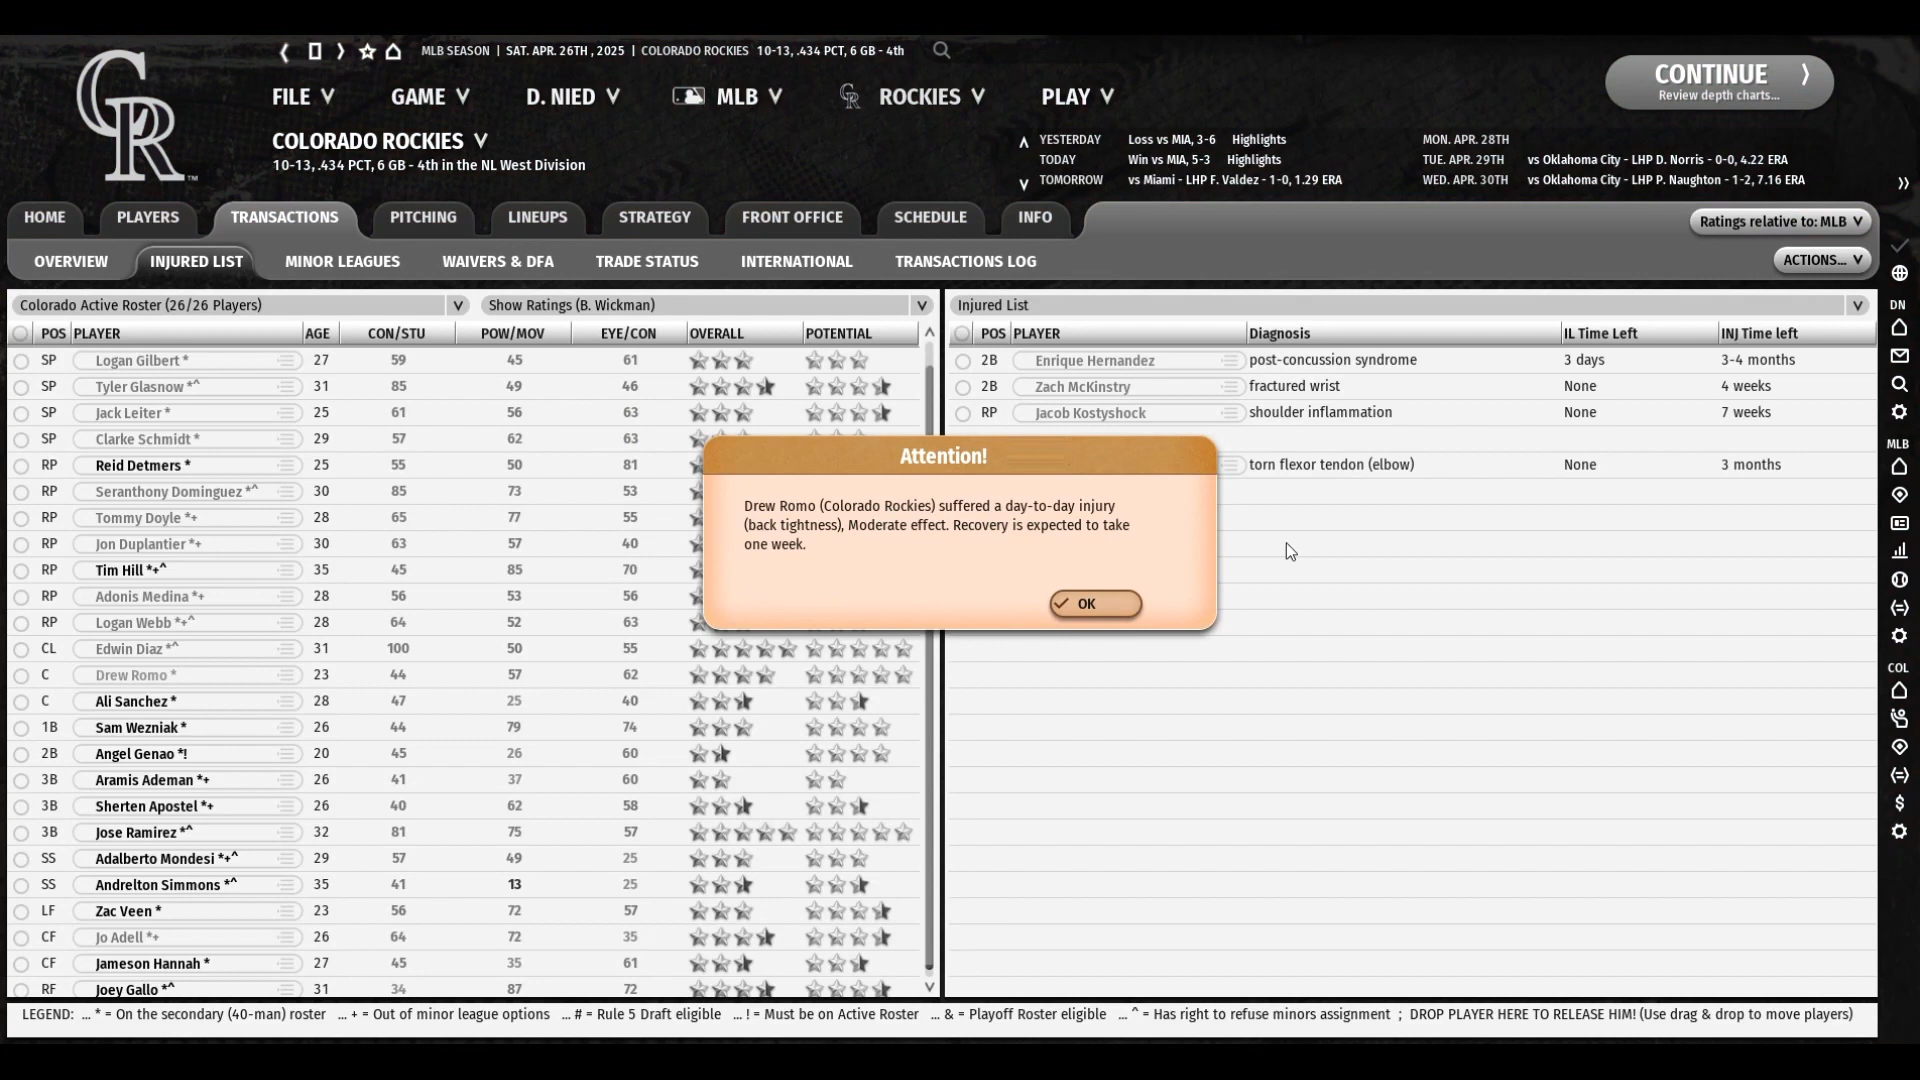 MLB SEASON | SAT. APR. 26TH , 2025 | COLORADO ROCKIES 10-13, .434 PCT, 6 GB - 4th
CONTINUE
Review depth charts...
FILE GAME D. NIED MLB ROCKIES PLAY
COLORADO ROCKIES
10-13, .434 PCT, 6 GB - 4th in the NL West Division
YESTERDAY Loss vs MIA, 3-6 Highlights MON. APR. 28TH
TODAY Win vs MIA, 5-3 Highlights TUE. APR. 29TH vs Oklahoma City - LHP D. Norris - 0-0, 4.22 ERA
TOMORROW vs Miami - LHP F. Valdez - 1-0, 1.29 ERA WED. APR. 30TH vs Oklahoma City - LHP P. Naughton - 1-2, 7.16 ERA
HOME PLAYERS TRANSACTIONS PITCHING LINEUPS STRATEGY FRONT OFFICE SCHEDULE INFO Ratings relative to: MLB
OVERVIEW INJURED LIST MINOR LEAGUES WAIVERS & DFA TRADE STATUS INTERNATIONAL TRANSACTIONS LOG ACTIONS...
Colorado Active Roster (26/26 Players) Show Ratings (B. Wickman) Injured List
POS PLAYER AGE CON/STU POW/MOV EYE/CON OVERALL POTENTIAL POS PLAYER Diagnosis IL Time Left INJ Time left
SP Logan Gilbert * 27 59 45 61 2B Enrique Hernandez post-concussion syndrome 3 days 3-4 months
SP Tyler Glasnow *^ 31 85 49 46 2B Zach McKinstry fractured wrist None 4 weeks
SP Jack Leiter * 25 61 56 63 RP Jacob Kostyshock shoulder inflammation None 7 weeks
SP Clarke Schmidt * 29 57 62 63
RP Reid Detmers * 25 55 50 81 torn flexor tendon (elbow) None 3 months
RP Seranthony Dominguez *^ 30 85 73 53
RP Tommy Doyle *+ 28 65 77 55
RP Jon Duplantier *+ 30 63 57 40
RP Tim Hill *+^ 35 45 85 70
RP Adonis Medina *+ 28 56 53 56
RP Logan Webb *+^ 28 64 52 63
CL Edwin Diaz *^ 31 100 50 55
C Drew Romo * 23 44 57 62
C Ali Sanchez * 28 47 25 40
1B Sam Wezniak * 26 44 79 74
2B Angel Genao *! 20 45 26 60
3B Aramis Ademan *+ 26 41 37 60
3B Sherten Apostel *+ 26 40 62 58
3B Jose Ramirez *^ 32 81 75 57
SS Adalberto Mondesi *+^ 29 57 49 25
SS Andrelton Simmons *^ 35 41 13 25
LF Zac Veen * 23 56 72 57
CF Jo Adell *+ 26 64 72 35
CF Jameson Hannah * 27 45 35 61
RF Joey Gallo *^ 31 34 87 72
Attention!
Drew Romo (Colorado Rockies) suffered a day-to-day injury
(back tightness), Moderate effect. Recovery is expected to take
one week.
OK
DN
MLB
COL
LEGEND: ... * = On the secondary (40-man) roster ... + = Out of minor league options ... # = Rule 5 Draft eligible ... ! = Must be on Active Roster ... & = Playoff Roster eligible ... ^ = Has right to refuse minors assignment ; DROP PLAYER HERE TO RELEASE HIM! (Use drag & drop to move players)